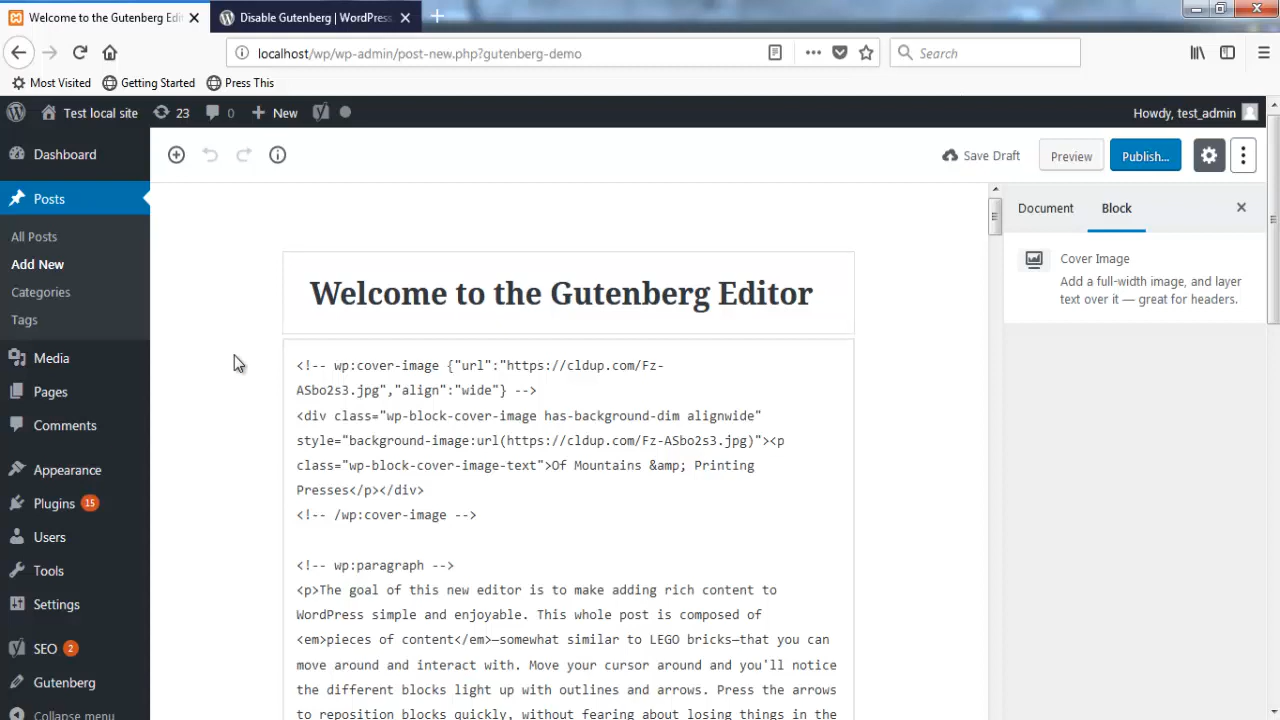 Welcome to the Gutenberg Edi
Disable Gutenberg | WordPress
localhost/wp/wp-admin/post-new.php?gutenberg-demo
Search
Most Visited
Getting Started
Press This
Test local site
23
0
New
Howdy, test_admin
Dashboard
Posts
All Posts
Add New
Categories
Tags
Media
Pages
Comments
Appearance
Plugins 15
Users
Tools
Settings
SEO 2
Gutenberg
Collapse menu
Save Draft
Preview
Publish...
Welcome to the Gutenberg Editor
<!-- wp:cover-image {"url":"https://cldup.com/Fz-
ASbo2s3.jpg","align":"wide"} -->
<div class="wp-block-cover-image has-background-dim alignwide"
style="background-image:url(https://cldup.com/Fz-ASbo2s3.jpg)"><p
class="wp-block-cover-image-text">Of Mountains &amp; Printing
Presses</p></div>
<!-- /wp:cover-image -->
<!-- wp:paragraph -->
<p>The goal of this new editor is to make adding rich content to
WordPress simple and enjoyable. This whole post is composed of
<em>pieces of content</em>—somewhat similar to LEGO bricks—that you can
move around and interact with. Move your cursor around and you'll notice
the different blocks light up with outlines and arrows. Press the arrows
to reposition blocks quickly, without fearing about losing things in the
Document
Block
Cover Image
Add a full-width image, and layer
text over it — great for headers.